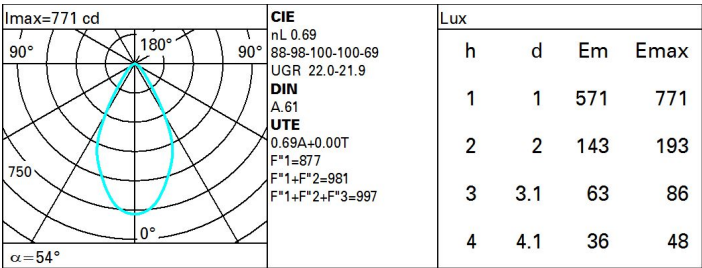 Imax=771 cd
90°
180°
90°
750
0°
α=54°
CIE
nL 0.69
88-98-100-100-69
UGR 22.0-21.9
DIN
A.61
UTE
0.69A+0.00T
F"1=877
F"1+F"2=981
F"1+F"2+F"3=997
Lux
h d Em Emax
1 1 571 771
2 2 143 193
3 3.1 63 86
4 4.1 36 48